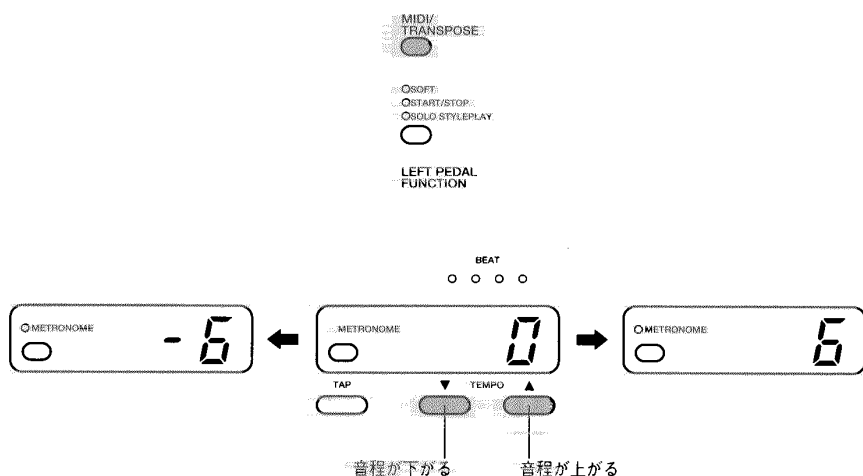 MIDI/
TRANSPOSE
SOFT
START/STOP
SOLO STYLEPLAY
LEFT PEDAL
FUNCTION
BEAT
METRONOME -6
METRONOME 0
METRONOME 6
TAP ▼ TEMPO ▲
音程が下がる 音程が上がる